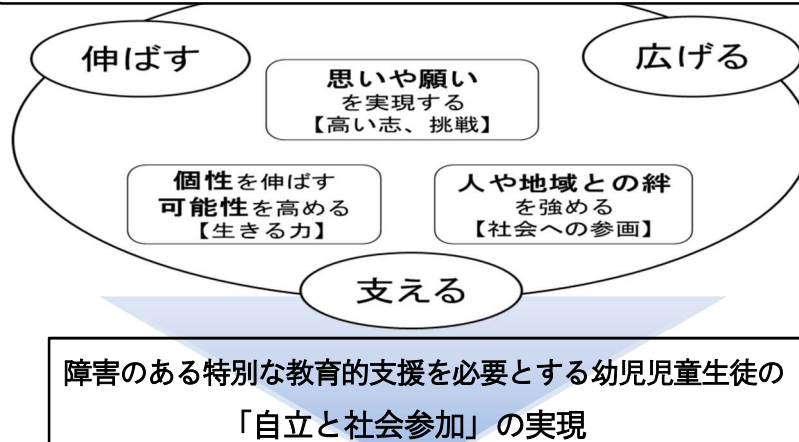 伸ばす
広げる
思いや願い
を実現する
【高い志、挑戦】
個性を伸ばす
可能性を高める
【生きる力】
人や地域との絆
を強める
【社会への参画】
支える
障害のある特別な教育的支援を必要とする幼児児童生徒の
「自立と社会参加」の実現